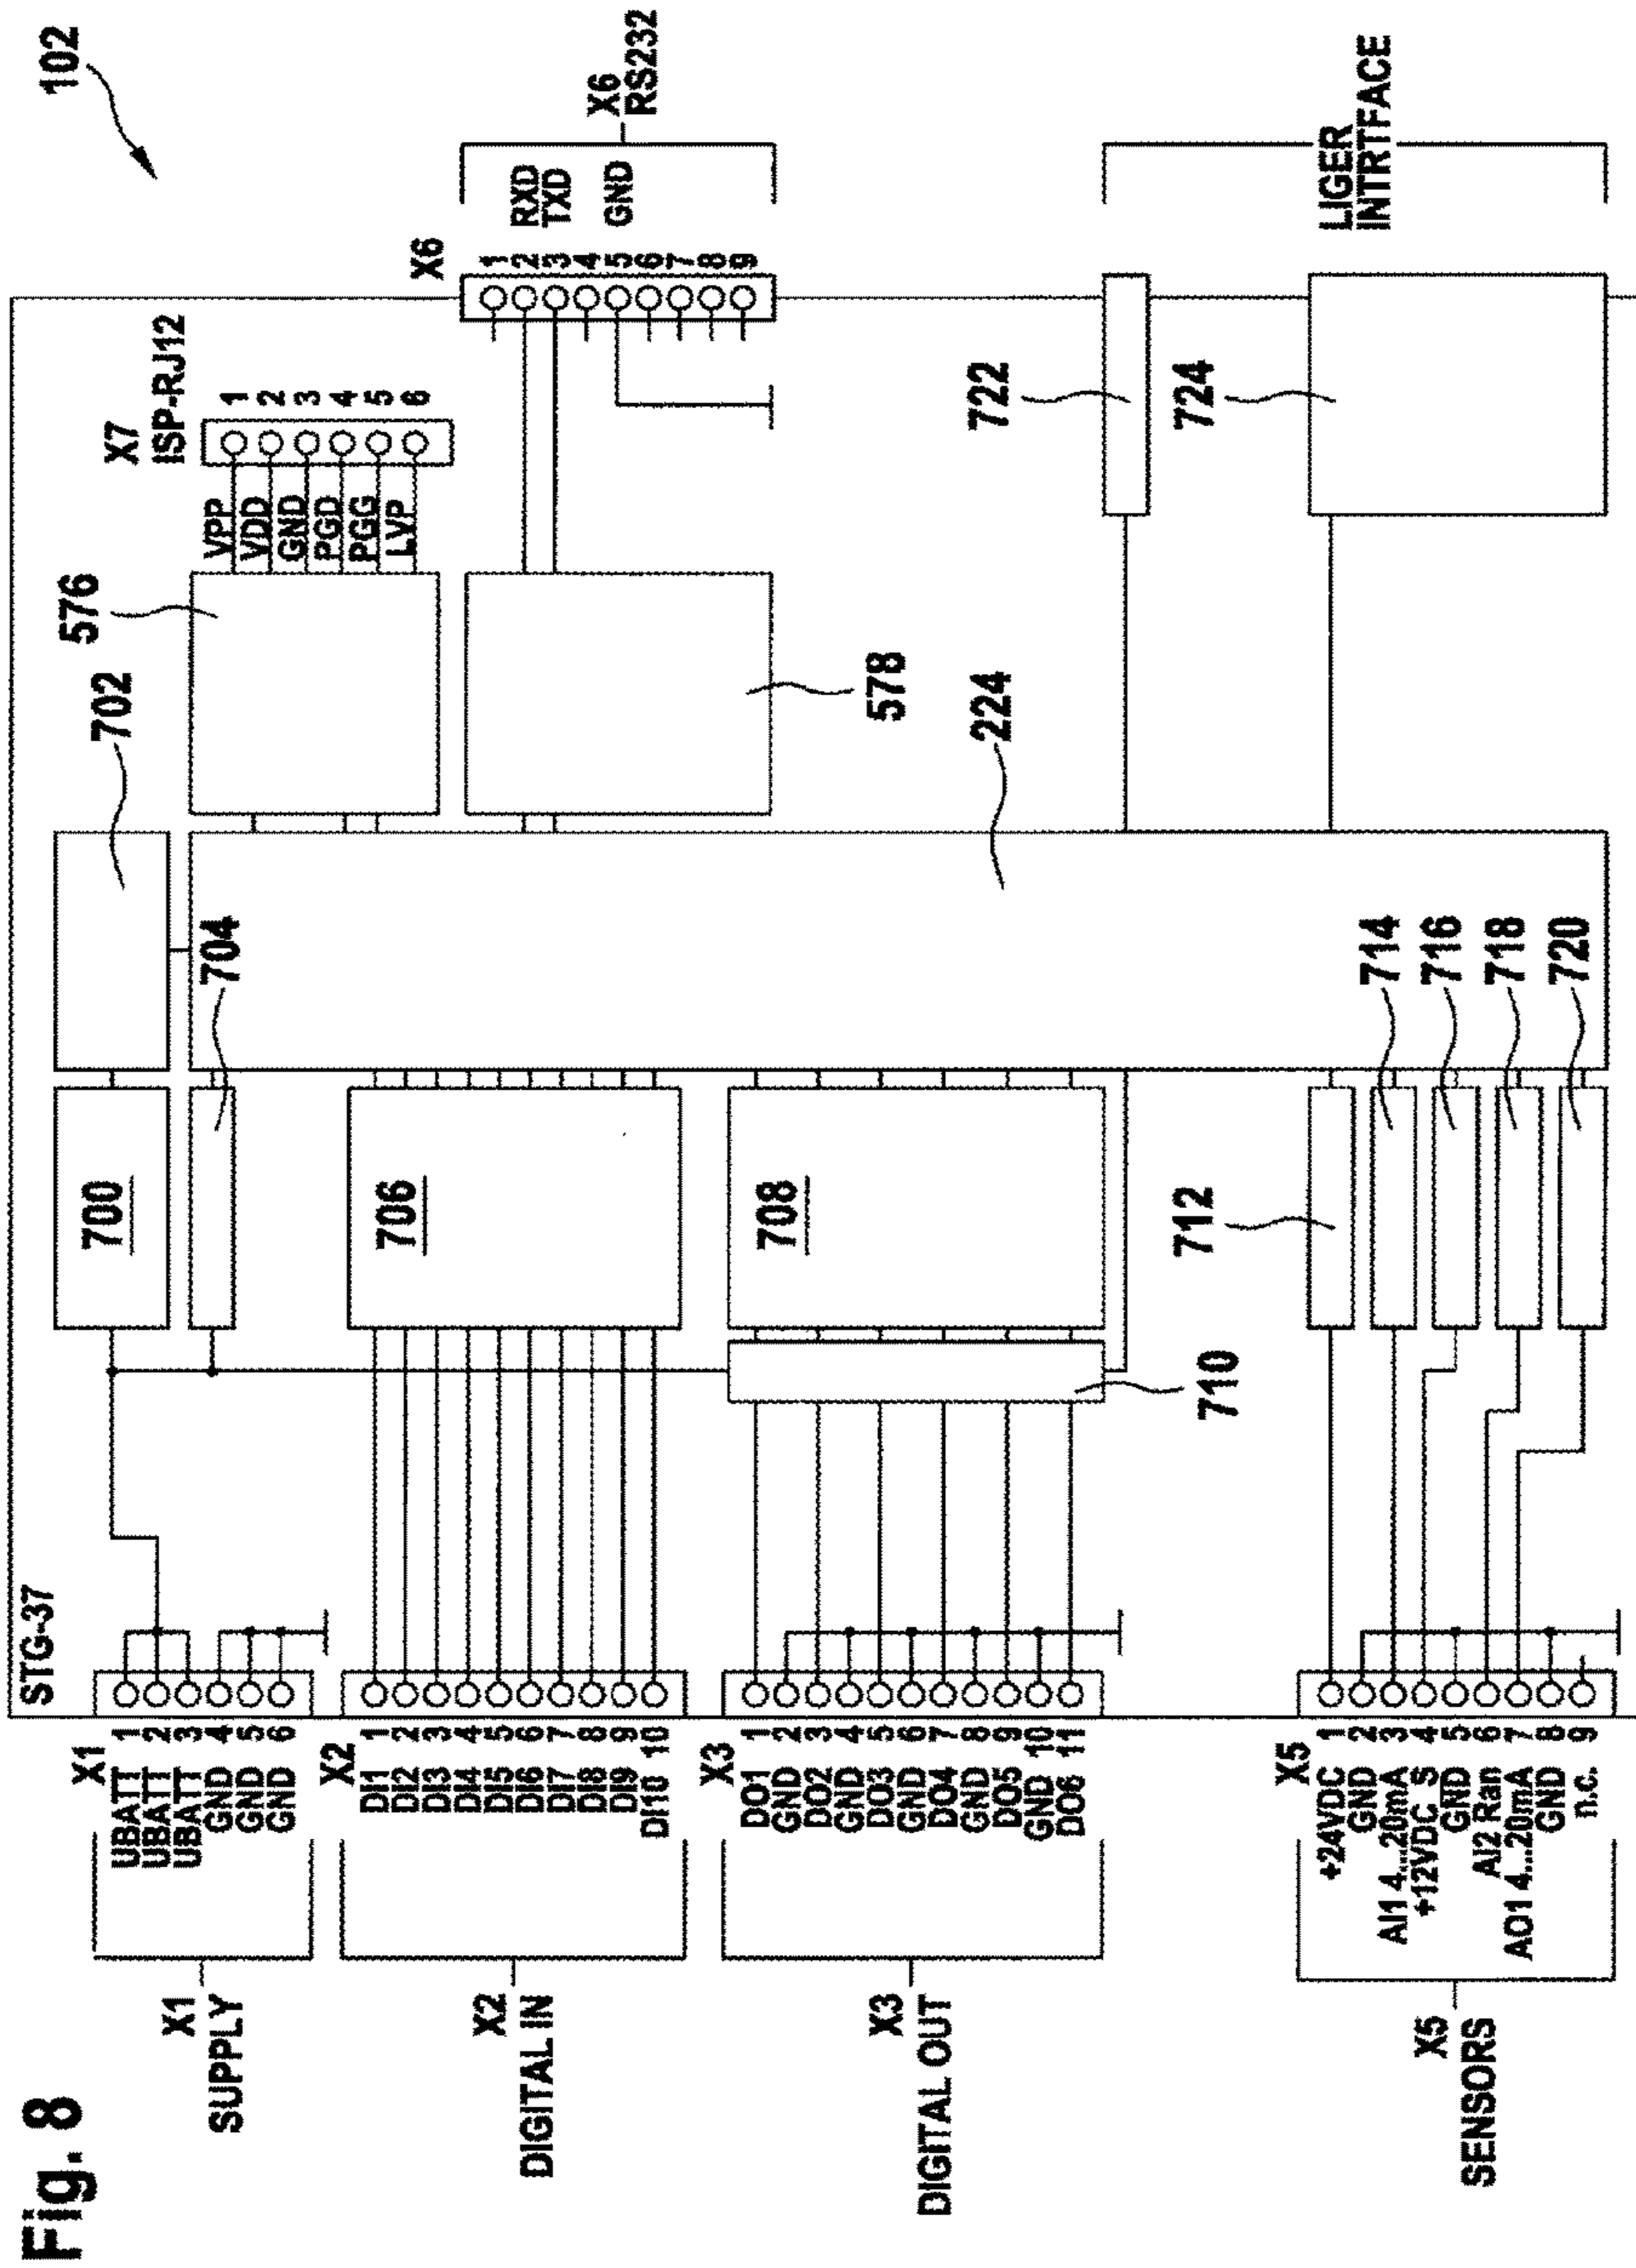 Fig. 8
102
STG-37
X1
SUPPLY
X1
UBATT 1
UBATT 2
UBATT 3
GND 4
GND 5
GND 6
X2
DIGITAL IN
X2
DI1 1
DI2 2
DI3 3
DI4 4
DI5 5
DI6 6
DI7 7
DI8 8
DI9 9
DI10 10
X3
DIGITAL OUT
X3
DO1 1
GND 2
DO2 3
GND 4
DO3 5
GND 6
DO4 7
GND 8
DO5 9
GND 10
DO6 11
X5
SENSORS
X5
+24VDC 1
GND 2
AI1 4...20mA 3
+12VDC S 4
GND 5
AI2 Ran 6
AO1 4...20mA 7
GND 8
n.c. 9
700
702
704
706
708
710
712
714
716
718
720
224
576
578
VPP
VDD
GND
PGD
PGG
LVP
X7
ISP-RJ12
1
2
3
4
5
6
X6
1
2 RXD
3 TXD
4
5 GND
6
7
8
9
X6
RS232
722
724
LIGER
INTRTFACE